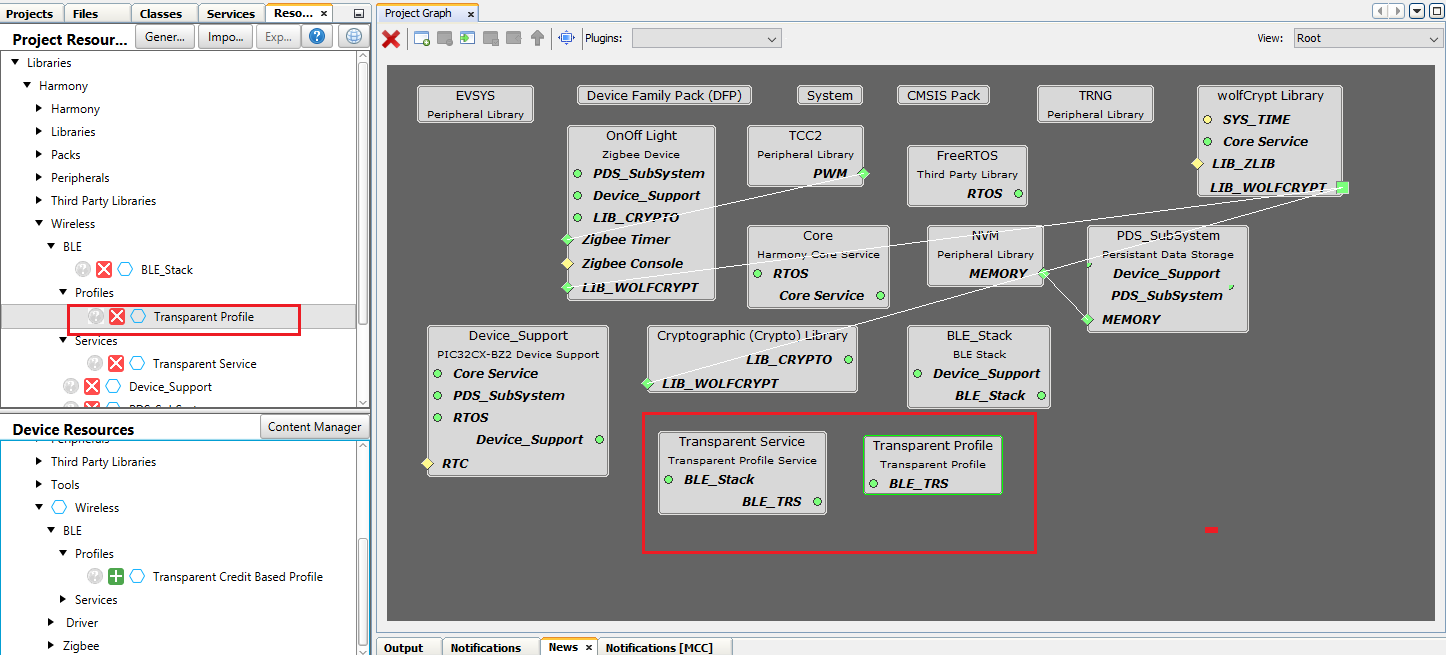 Projects
Files
Classes
Services
Reso...
×
Project Resour...
Gener...
Impo...
Exp...
?
Libraries
Harmony
Harmony
Libraries
Packs
Peripherals
Third Party Libraries
Wireless
BLE
BLE_Stack
Profiles
Transparent Profile
Services
Transparent Service
Device_Support
Device Resources
Content Manager
Third Party Libraries
Tools
Wireless
BLE
Profiles
Transparent Credit Based Profile
Services
Driver
Zigbee
Project Graph
×
Plugins:
View:
Root
EVSYS
Peripheral Library
Device Family Pack (DFP)
System
CMSIS Pack
TRNG
Peripheral Library
wolfCrypt Library
SYS_TIME
Core Service
LIB_ZLIB
LIB_WOLFCRYPT
OnOff Light
Zigbee Device
PDS_SubSystem
Device_Support
LIB_CRYPTO
Zigbee Timer
Zigbee Console
LIB_WOLFCRYPT
TCC2
Peripheral Library
PWM
FreeRTOS
Third Party Library
RTOS
Core
Harmony Core Service
RTOS
Core Service
NVM
Peripheral Library
MEMORY
PDS_SubSystem
Persistant Data Storage
Device_Support
PDS_SubSystem
MEMORY
Device_Support
PIC32CX-BZ2 Device Support
Core Service
PDS_SubSystem
RTOS
Device_Support
RTC
Cryptographic (Crypto) Library
LIB_CRYPTO
LIB_WOLFCRYPT
BLE_Stack
BLE Stack
Device_Support
BLE_Stack
Transparent Service
Transparent Profile Service
BLE_Stack
BLE_TRS
Transparent Profile
Transparent Profile
BLE_TRS
Output
Notifications
News
×
Notifications [MCC]